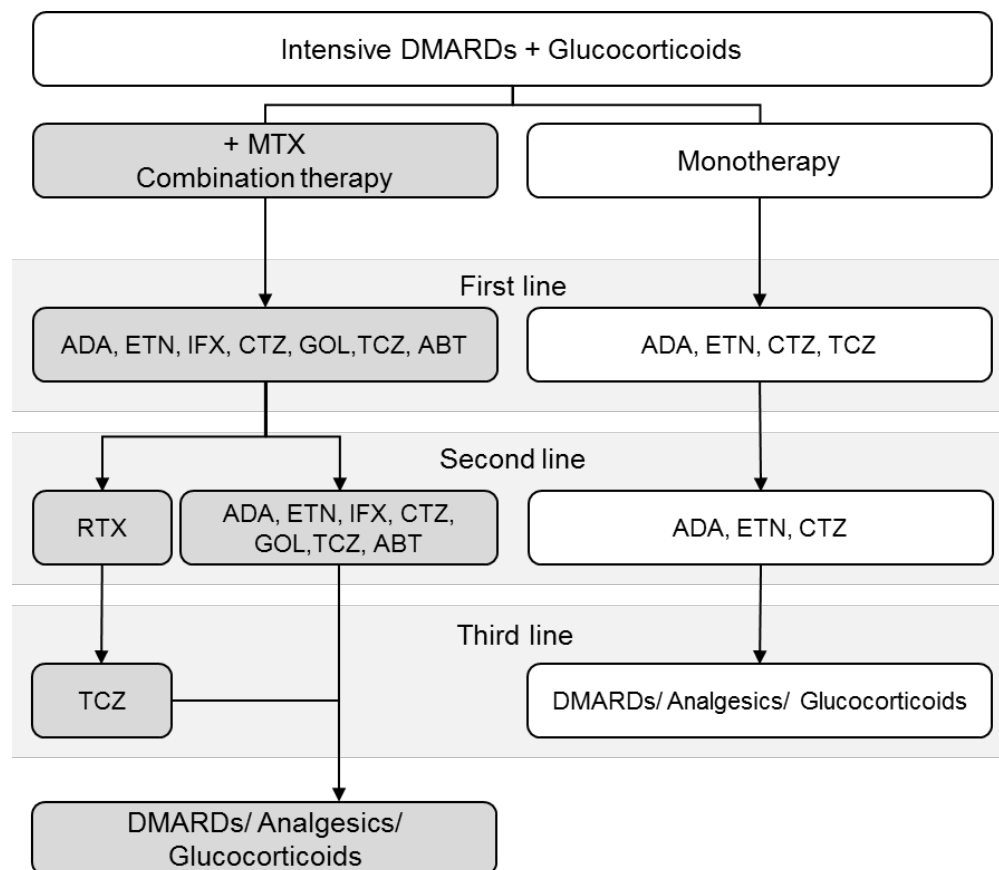 Intensive DMARDs + Glucocorticoids
+ MTX
Combination therapy
Monotherapy
First line
ADA, ETN, IFX, CTZ, GOL,TCZ, ABT
ADA, ETN, CTZ, TCZ
Second line
RTX
ADA, ETN, IFX, CTZ,
GOL,TCZ, ABT
ADA, ETN, CTZ
Third line
TCZ
DMARDs/ Analgesics/ Glucocorticoids
DMARDs/ Analgesics/
Glucocorticoids